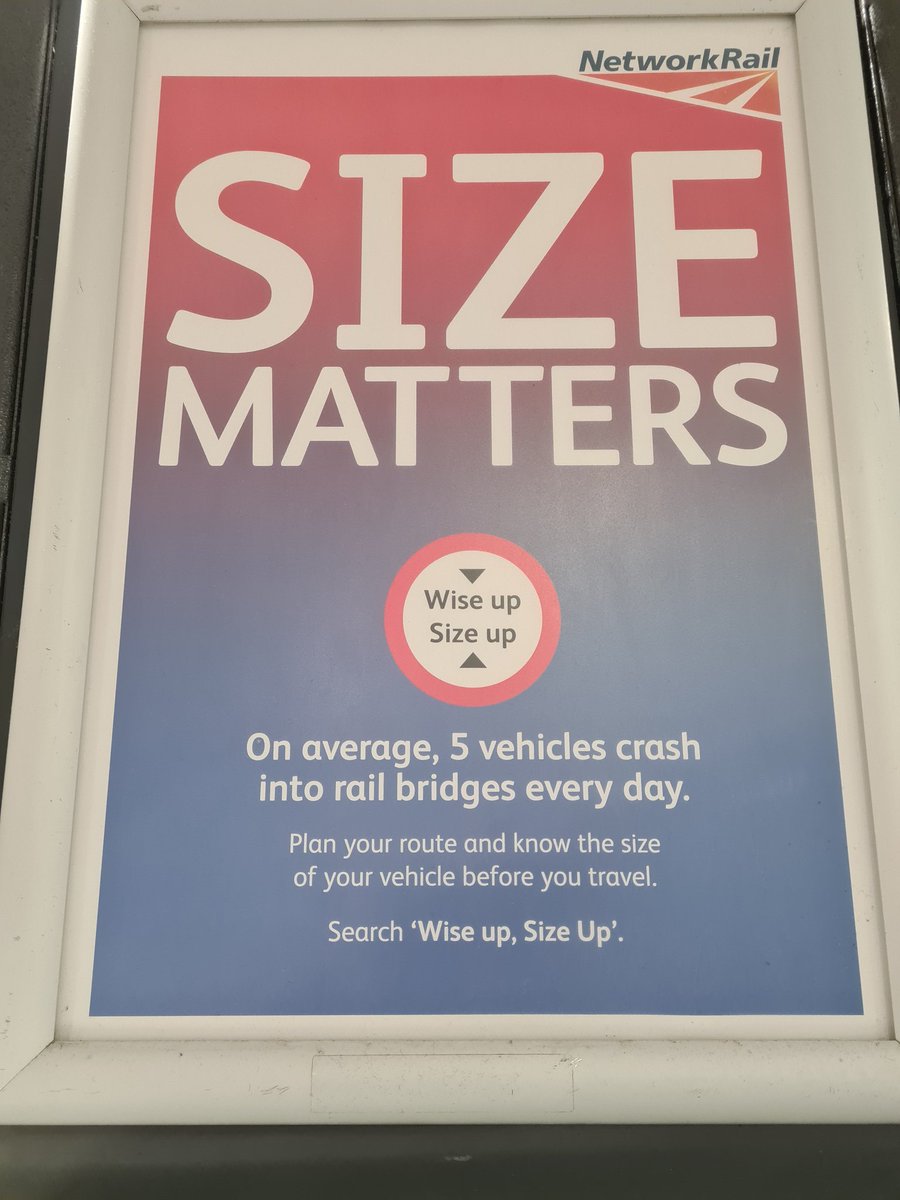 NetworkRail
SIZE
MATTERS
Wise up
Size up
On average, 5 vehicles crash
into rail bridges every day.
Plan your route and know the size
of your vehicle before you travel.
Search ‘Wise up, Size Up’.